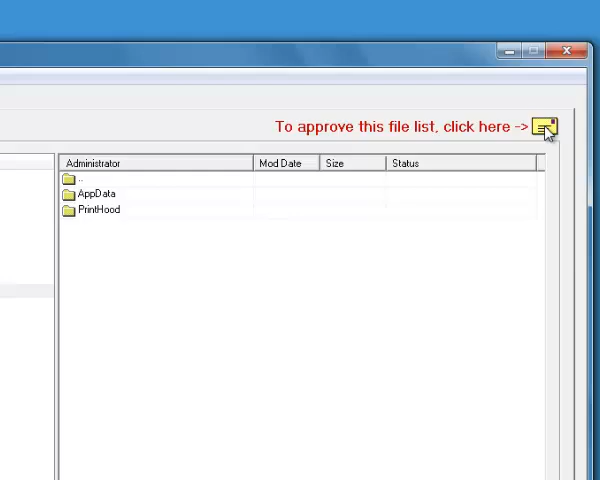 To approve this file list, click here ->
Administrator Mod Date Size Status
..
AppData
PrintHood